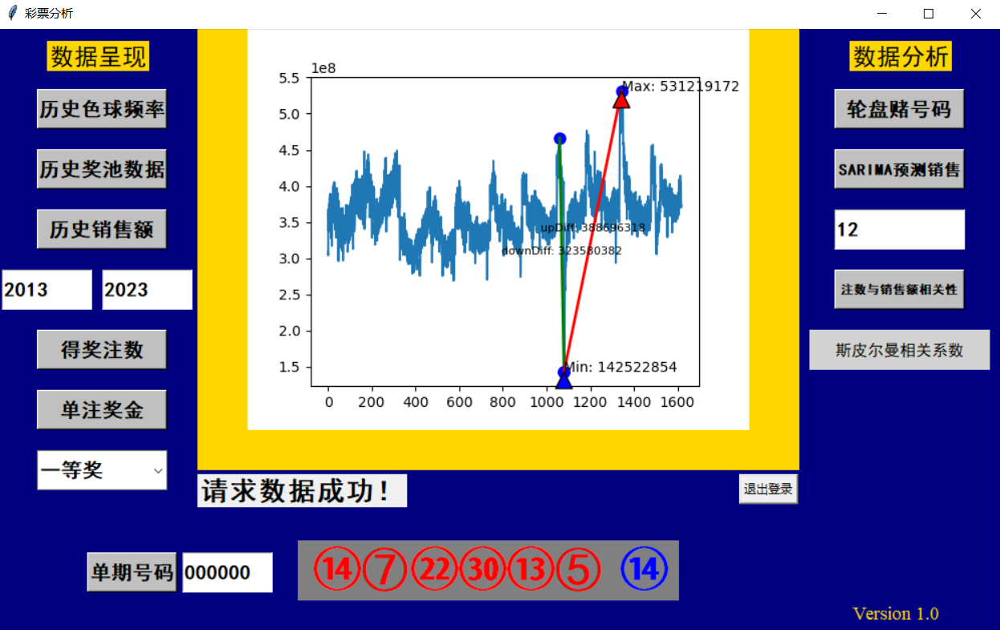 彩票分析
数据呈现
历史色球频率
历史奖池数据
历史销售额
2013 2023
得奖注数
单注奖金
一等奖
1e8
5.5
5.0
4.5
4.0
3.5
3.0
2.5
2.0
1.5
0 200 400 600 800 1000 1200 1400 1600
Max: 531219172
upDiff: 388696318
downDiff: 323580382
Min: 142522854
数据分析
轮盘赌号码
SARIMA预测销售
12
注数与销售额相关性
斯皮尔曼相关系数
请求数据成功!
退出登录
单期号码 000000
14 7 22 30 13 5 14
Version 1.0